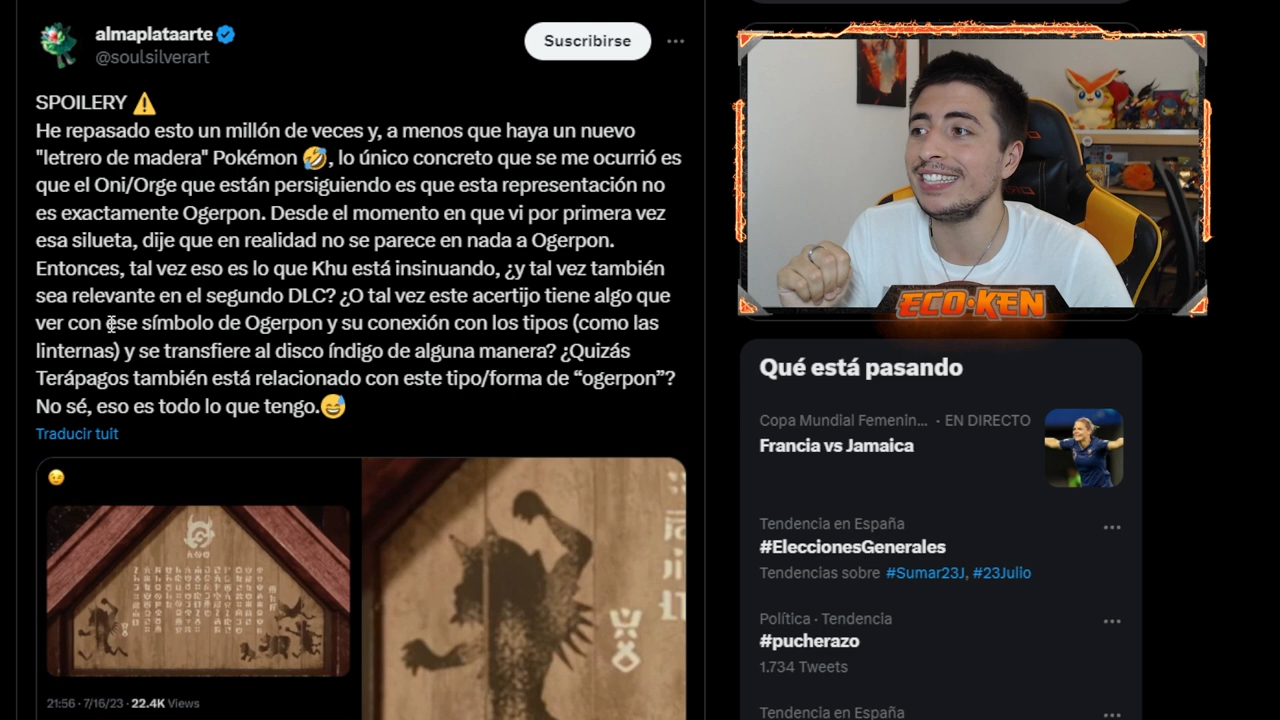 almaplataarte
@soulsilverart
Suscribirse
SPOILERY ⚠️
He repasado esto un millón de veces y, a menos que haya un nuevo
"letrero de madera" Pokémon 🤣, lo único concreto que se me ocurrió es
que el Oni/Orge que están persiguiendo es que esta representación no
es exactamente Ogerpon. Desde el momento en que vi por primera vez
esa silueta, dije que en realidad no se parece en nada a Ogerpon.
Entonces, tal vez eso es lo que Khu está insinuando, ¿y tal vez también
sea relevante en el segundo DLC? ¿O tal vez este acertijo tiene algo que
ver con ese símbolo de Ogerpon y su conexión con los tipos (como las
linternas) y se transfiere al disco índigo de alguna manera? ¿Quizás
Terápagos también está relacionado con este tipo/forma de “ogerpon”?
No sé, eso es todo lo que tengo.😅
Traducir tuit
😉
21:56 · 7/16/23 · 22.4K Views
ECO·KEN
Qué está pasando
Copa Mundial Femenin... · EN DIRECTO
Francia vs Jamaica
Tendencia en España
#EleccionesGenerales
Tendencias sobre #Sumar23J, #23Jullo
Política · Tendencia
#pucherazo
1.734 Tweets
Tendencia en España